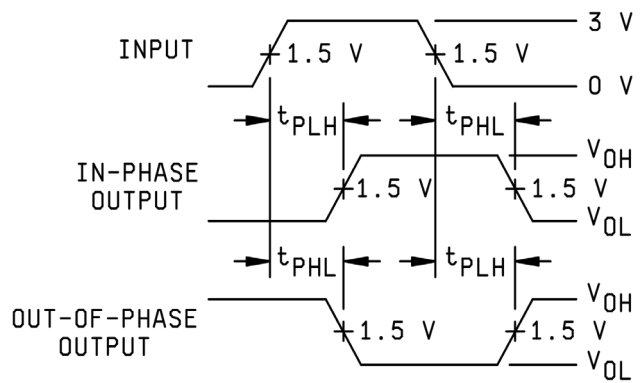 3 V
INPUT 1.5 V 1.5 V
0 V
tPLH tPHL
VOH
IN-PHASE
OUTPUT 1.5 V 1.5 V
VOL
tPHL tPLH
VOH
OUT-OF-PHASE
OUTPUT 1.5 V 1.5 V
VOL